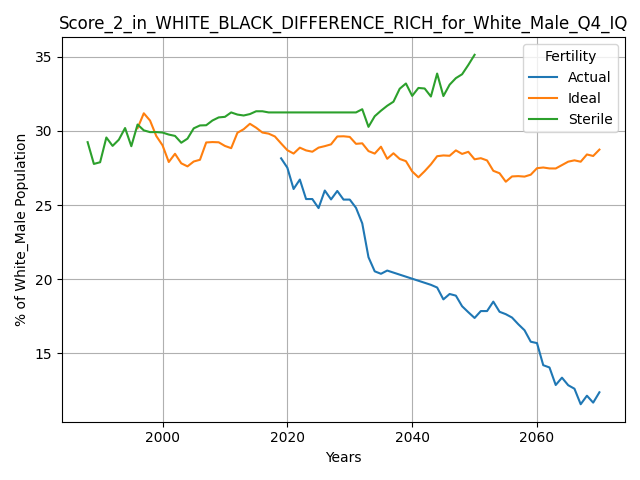 Score_2_in_WHITE_BLACK_DIFFERENCE_RICH_for_White_Male_Q4_IQ
Fertility
Actual
Ideal
Sterile
% of White_Male Population
35
30
25
20
15
2000
2020
2040
2060
Years